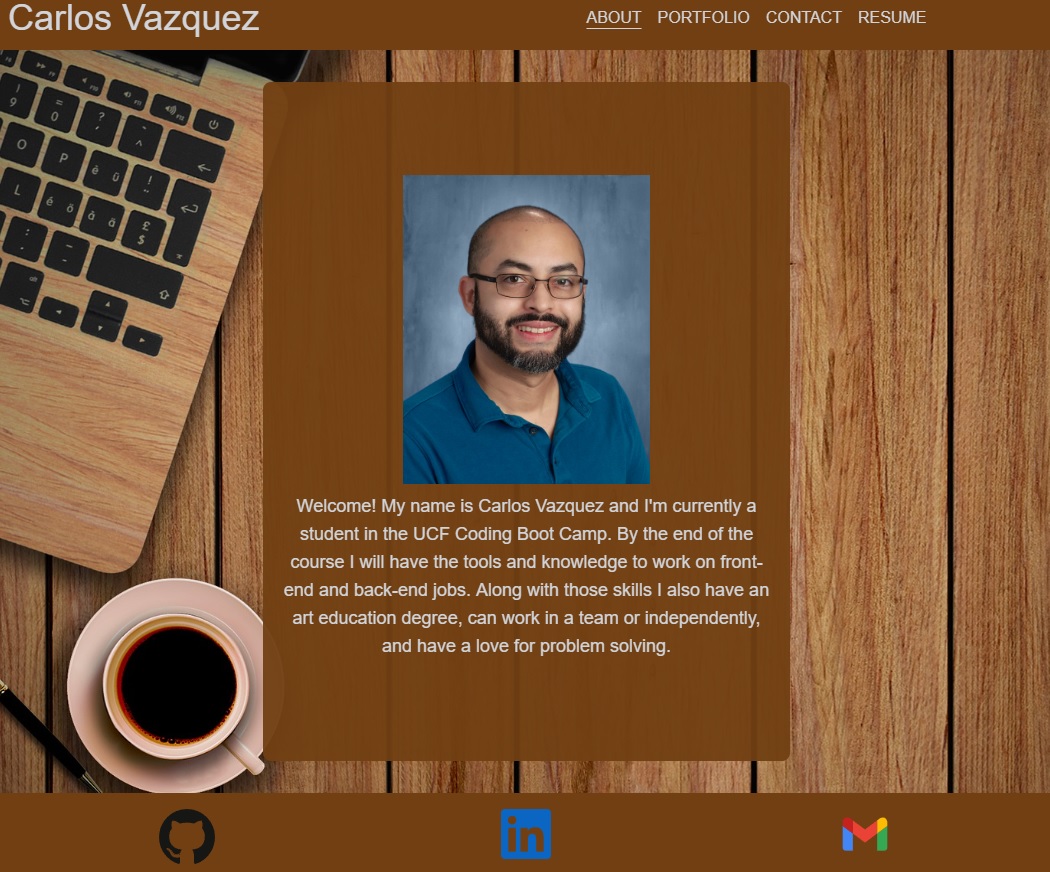 Carlos Vazquez
ABOUT PORTFOLIO CONTACT RESUME
9
0
?
O
P
è ü
!
L
é ö
à ä
£
$
Welcome! My name is Carlos Vazquez and I'm currently a
student in the UCF Coding Boot Camp. By the end of the
course I will have the tools and knowledge to work on front-
end and back-end jobs. Along with those skills I also have an
art education degree, can work in a team or independently,
and have a love for problem solving.
in